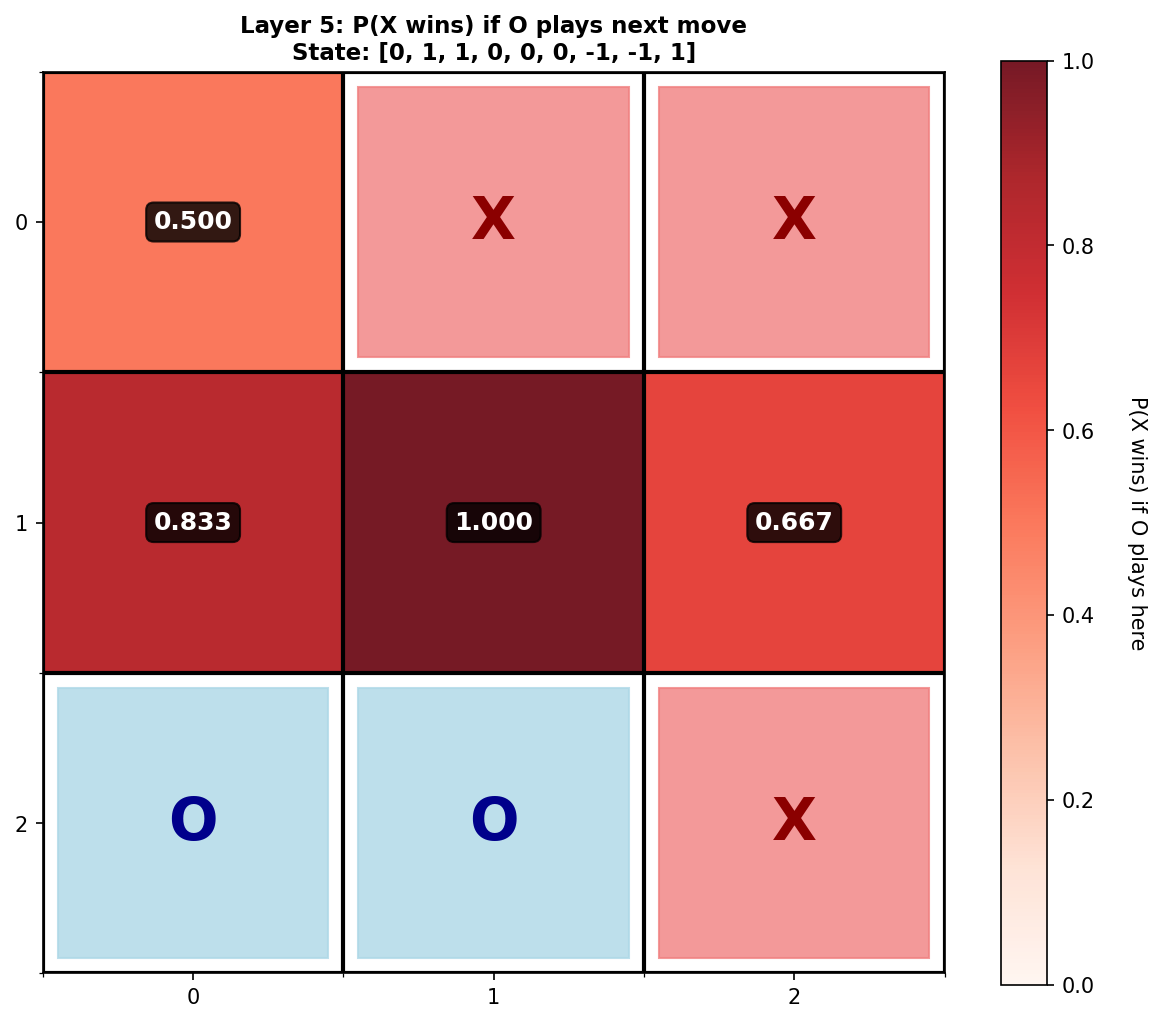 Layer 5: P(X wins) if O plays next move
State: [0, 1, 1, 0, 0, 0, -1, -1, 1]
0
0.500
X
X
1
0.833
1.000
0.667
2
O
O
X
0
1
2
1.0
0.8
0.6
0.4
0.2
0.0
P(X wins) if O plays here